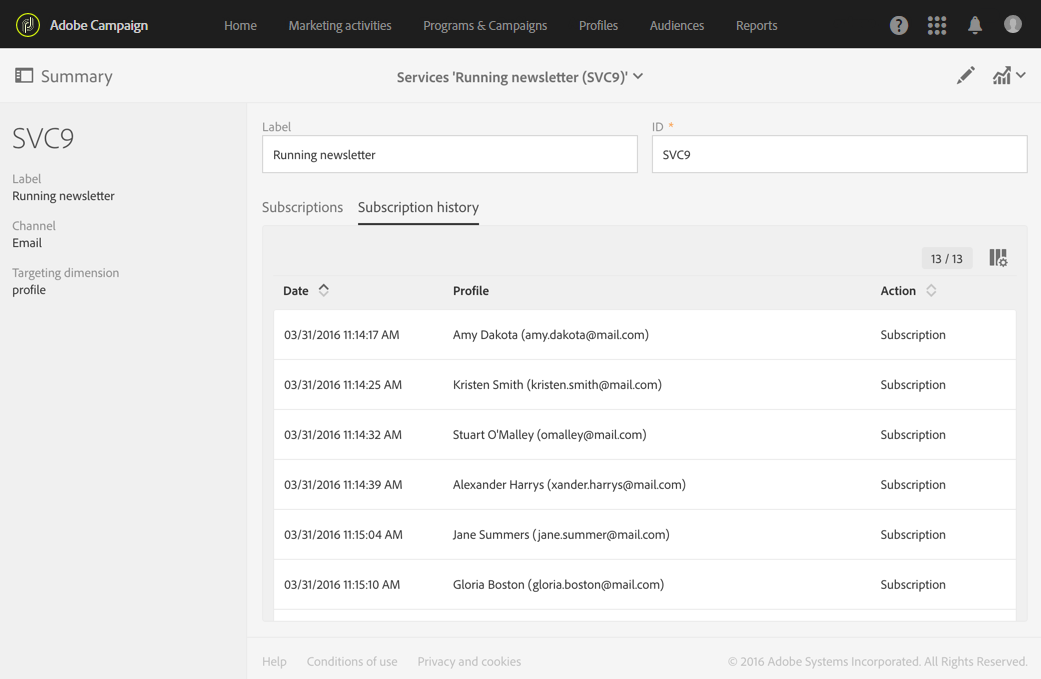 Adobe Campaign Home Marketing activities Programs & Campaigns Profiles Audiences Reports ?
Summary Services 'Running newsletter (SVC9)'
SVC9
Label
Running newsletter
Channel
Email
Targeting dimension
profile
Label ID *
Running newsletter SVC9
Subscriptions Subscription history
13 / 13
Date Profile Action
03/31/2016 11:14:17 AM Amy Dakota (amy.dakota@mail.com) Subscription
03/31/2016 11:14:25 AM Kristen Smith (kristen.smith@mail.com) Subscription
03/31/2016 11:14:32 AM Stuart O'Malley (omalley@mail.com) Subscription
03/31/2016 11:14:39 AM Alexander Harrys (xander.harrys@mail.com) Subscription
03/31/2016 11:15:04 AM Jane Summers (jane.summer@mail.com) Subscription
03/31/2016 11:15:10 AM Gloria Boston (gloria.boston@mail.com) Subscription
Help Conditions of use Privacy and cookies © 2016 Adobe Systems Incorporated. All Rights Reserved.